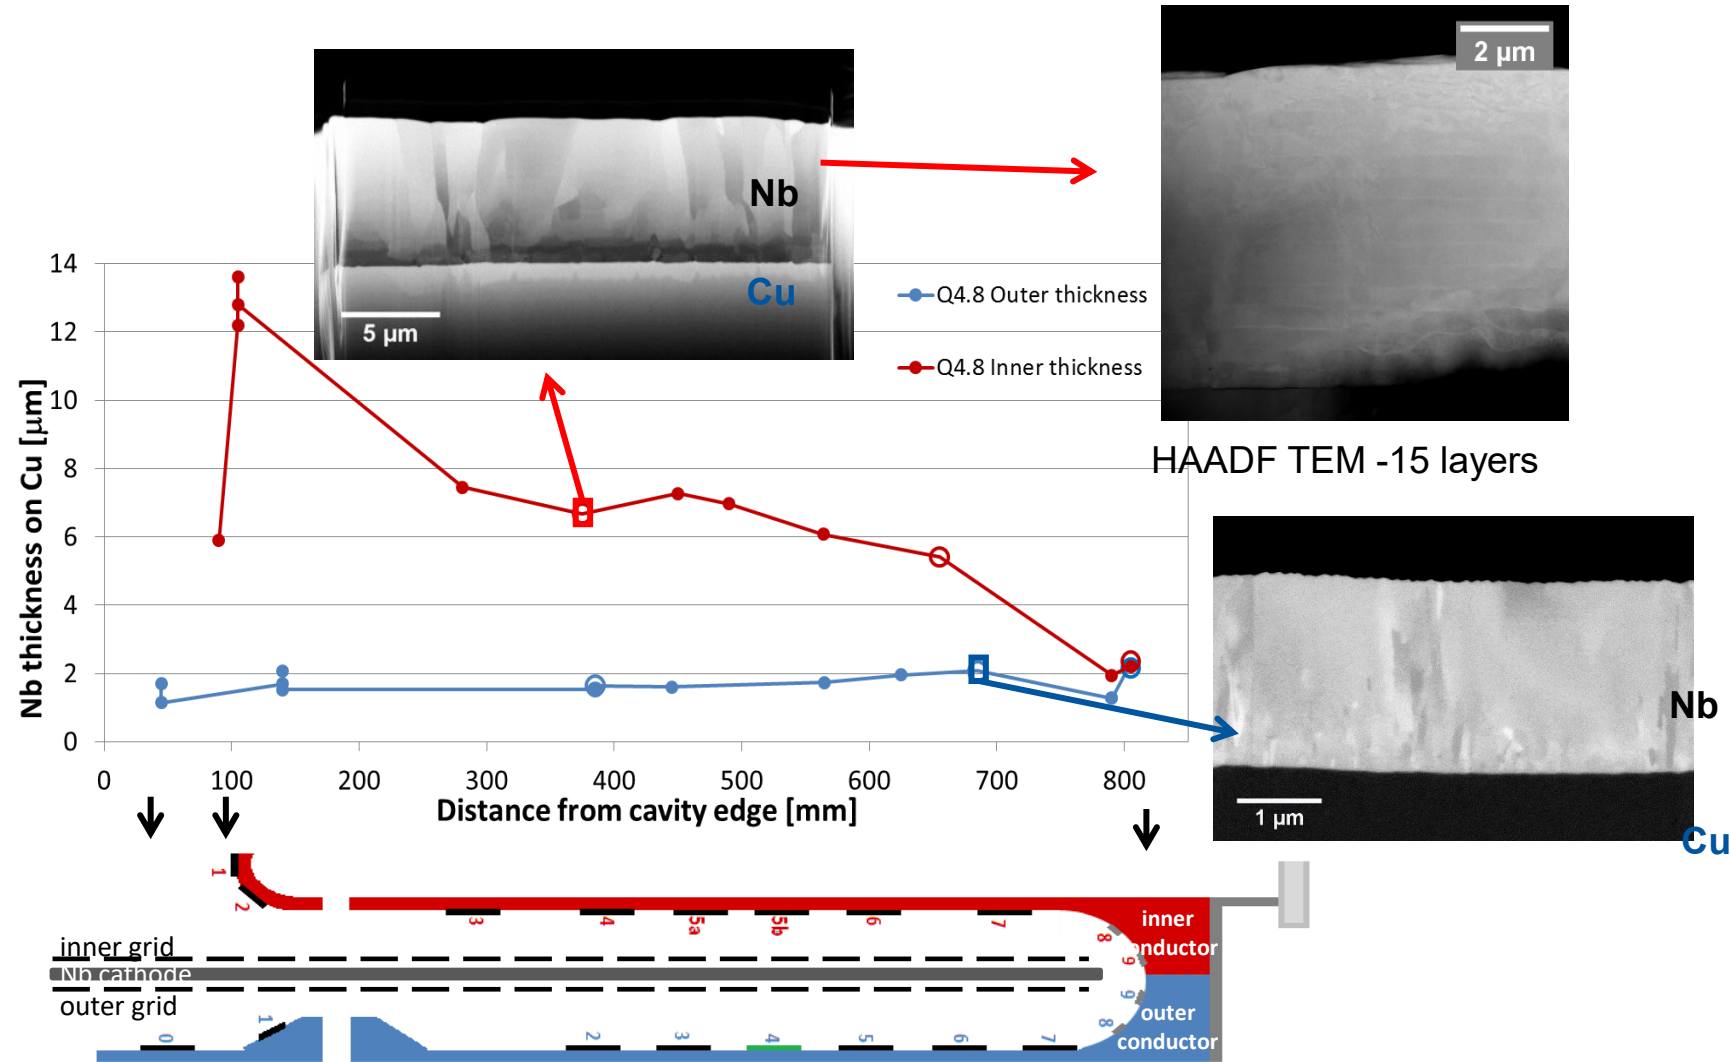 2 µm
Nb
Cu
5 µm
HAADF TEM -15 layers
Q4.8 Outer thickness
Q4.8 Inner thickness
Nb thickness on Cu [µm]
14
12
10
8
6
4
2
0
0 100 200 300 400 500 600 700 800
Distance from cavity edge [mm]
Nb
1 µm
Cu
1
2
3
4
5a
5b
6
7
8
9
inner
conductor
inner grid
Nb cathode
outer grid
0
1
2
3
4
5
6
7
8
9
outer
conductor